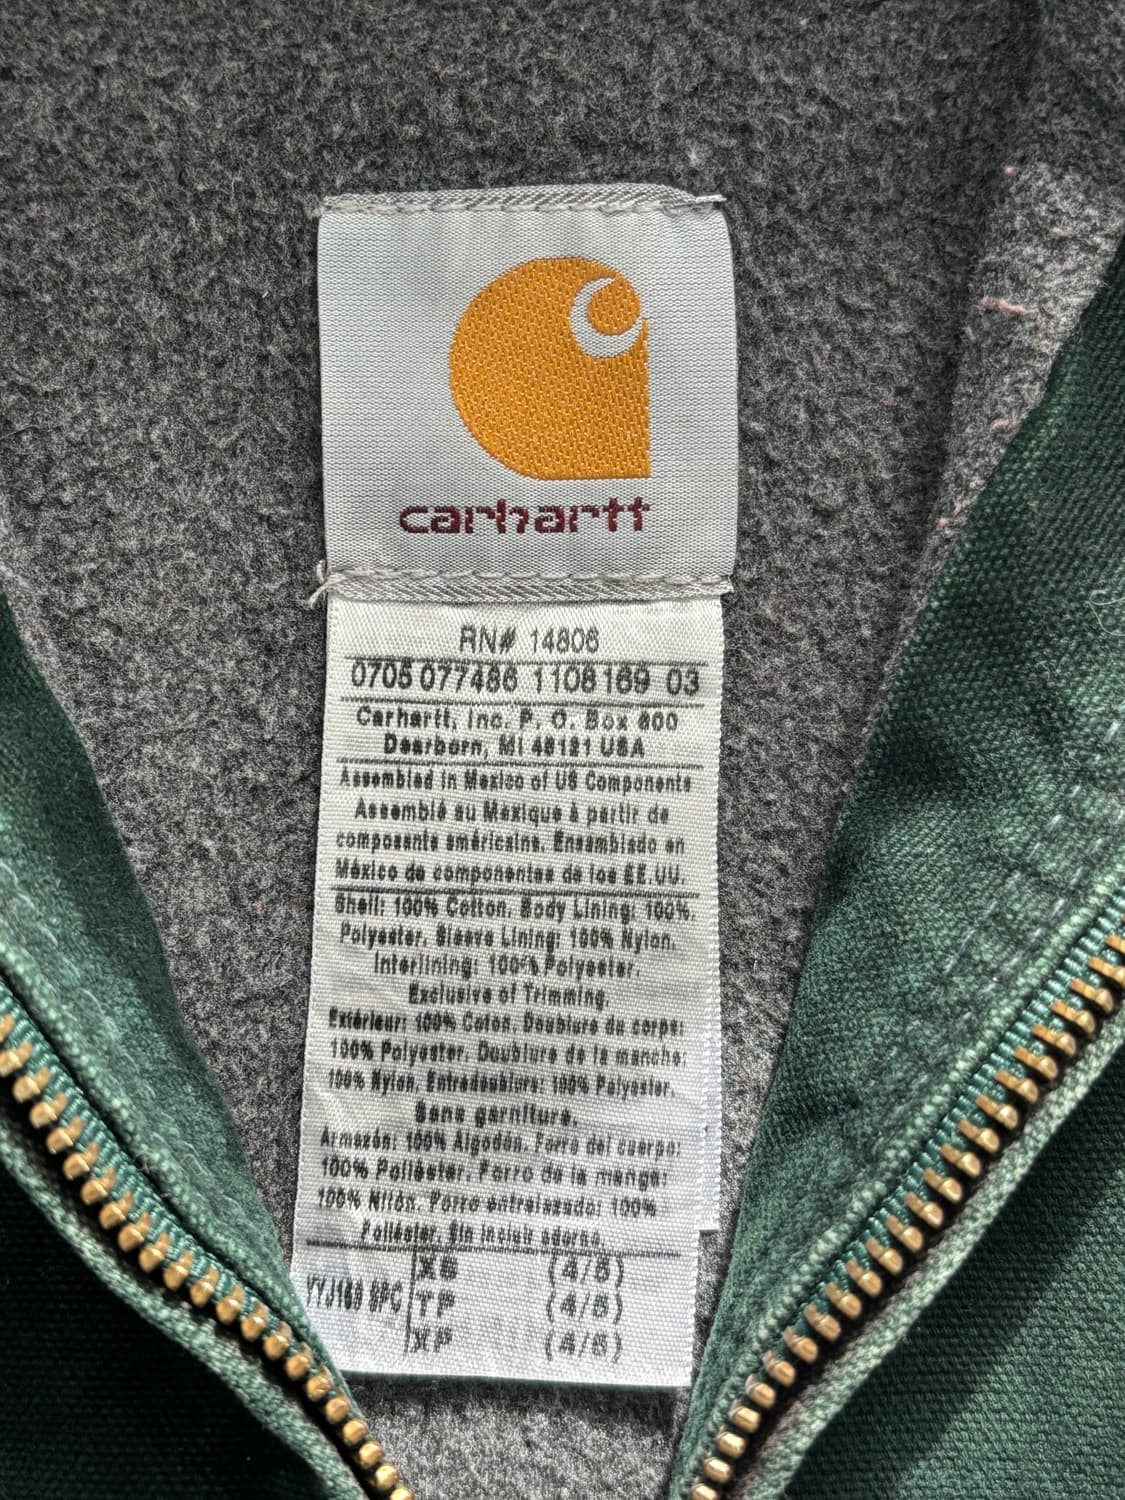 carhartt
RN# 14806
0705 077486 1108169 03
Carhartt, Inc. P. O. Box 600
Dearborn, MI 48121 USA
Assembled in Mexico of US Components
Assemblé au Mexique à partir de
composants américains. Ensamblado en
México de componentes de los EE.UU.
Shell: 100% Cotton. Body Lining: 100%
Polyester. Sleeve Lining: 100% Nylon.
Interlining: 100% Polyester.
Exclusive of Trimming.
Extérieur: 100% Coton. Doublure du corps:
100% Polyester. Doublure de la manche:
100% Nylon. Entredoublure: 100% Polyester.
Sans garniture.
Armazón: 100% Algodón. Forro del cuerpo:
100% Poliéster. Forro de la manga:
100% Nilón. Forro entrelazado: 100%
Poliéster. Sin incluir adorno.
XS (4/5)
YYJ169 TP (4/5)
XP (4/5)